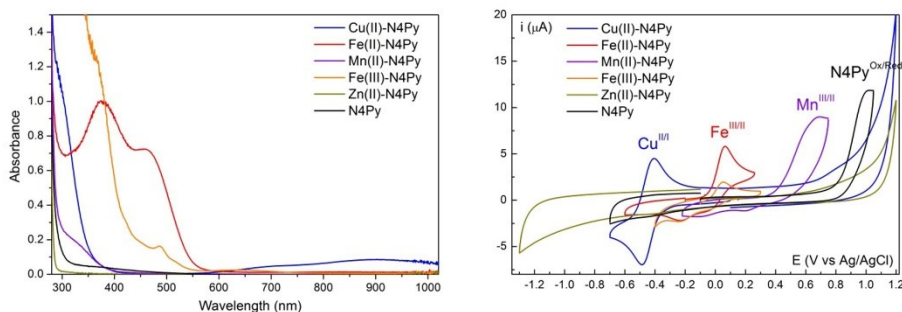 1.4
1.2
1.0
0.8
0.6
0.4
0.2
0.0
Absorbance
Cu(II)-N4Py
Fe(II)-N4Py
Mn(II)-N4Py
Fe(III)-N4Py
Zn(II)-N4Py
N4Py
300 400 500 600 700 800 900 1000
Wavelength (nm)
20
15
10
5
0
-5
i (μA)
Cu(II)-N4Py
Fe(II)-N4Py
Mn(II)-N4Py
Fe(III)-N4Py
Zn(II)-N4Py
N4Py
N4Py^Ox/Red
Mn^III/II
Cu^II/I
Fe^III/II
E (V vs Ag/AgCl)
-1.2 -1.0 -0.8 -0.6 -0.4 -0.2 0.0 0.2 0.4 0.6 0.8 1.0 1.2